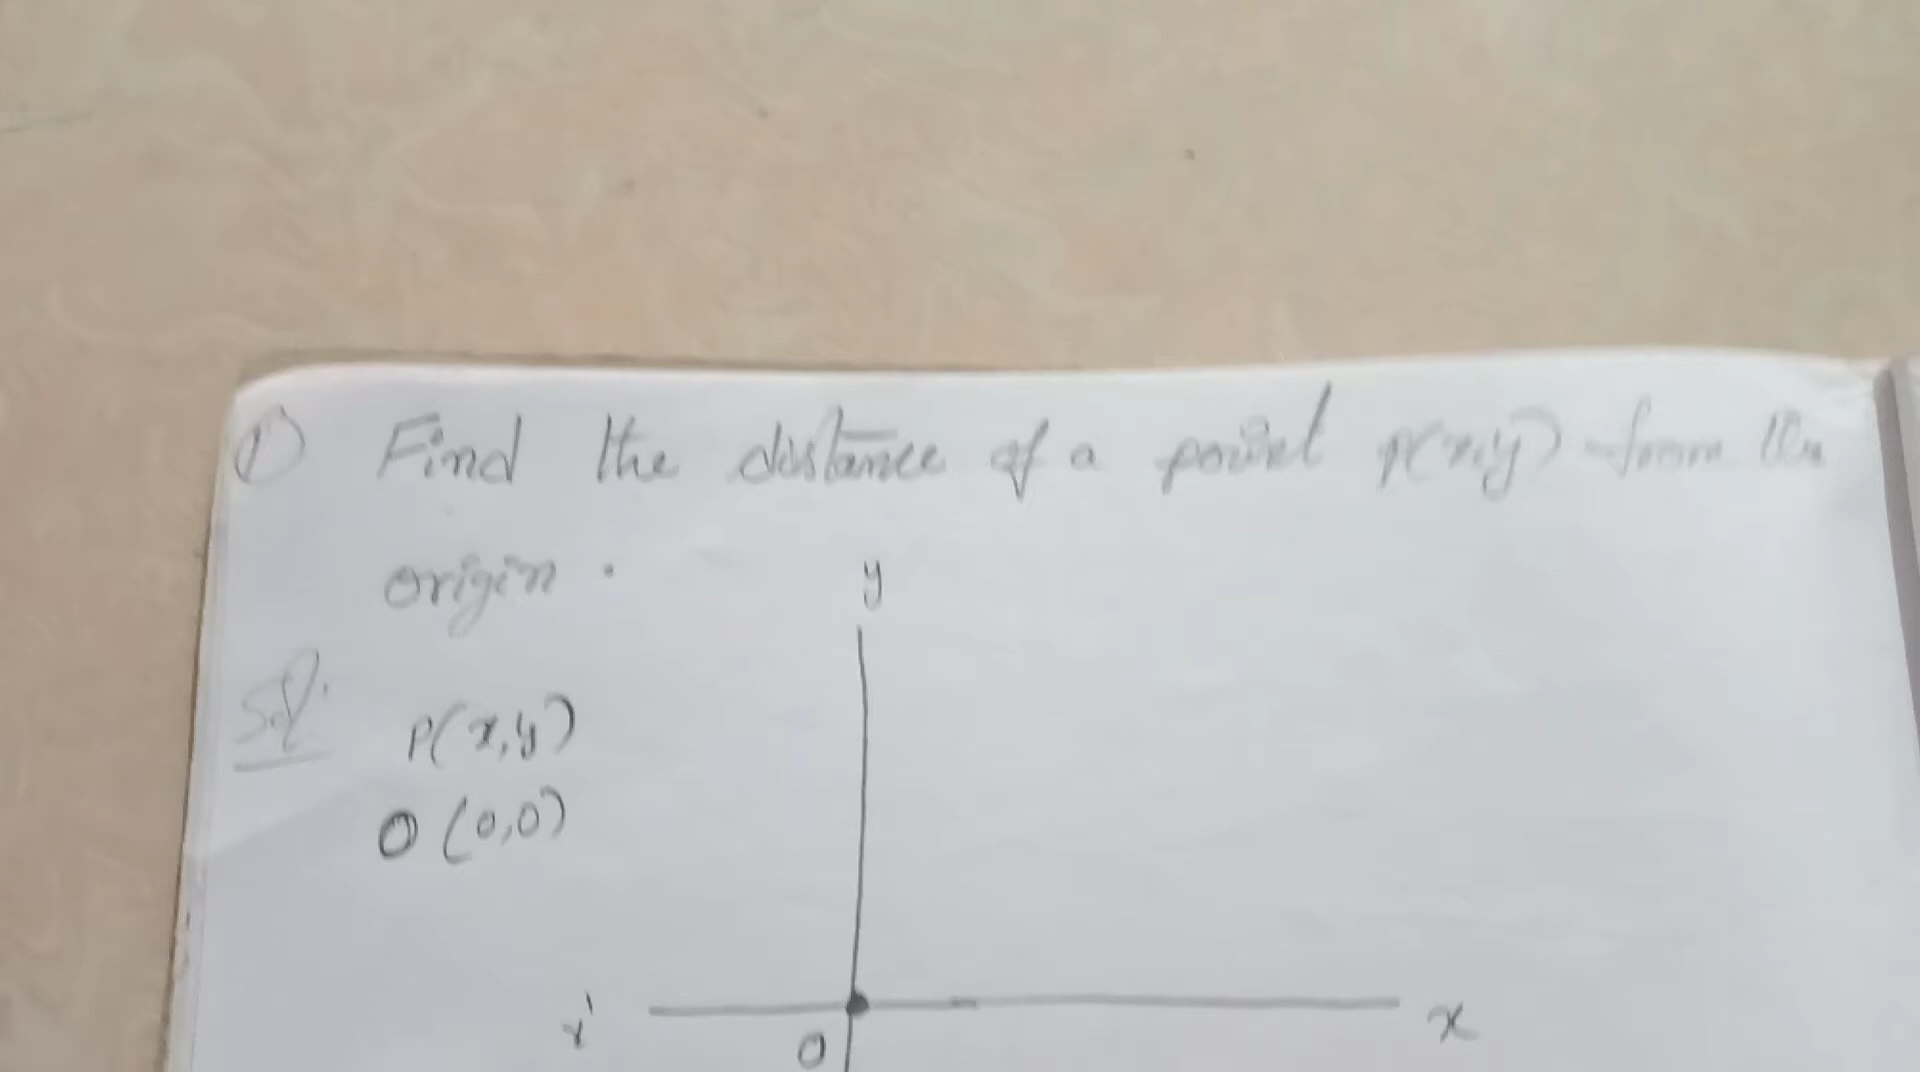 ① Find the distance of a point P(x,y) from the
origin.
y
Sol.
P(x,y)
O (0,0)
x'
x
O